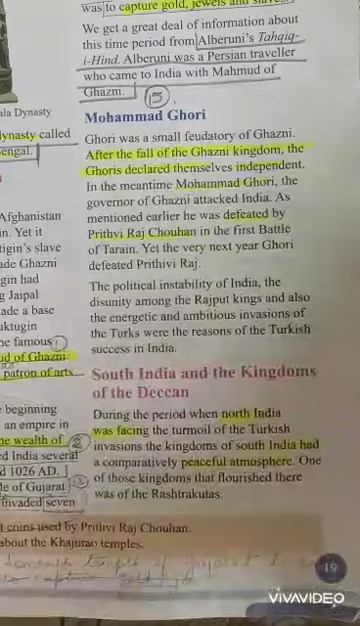 was to capture gold, jewels and slaves.
We get a great deal of information about
this time period from Alberuni's Tahqiq-
i-Hind. Alberuni was a Persian traveller
who came to India with Mahmud of
Ghazni.
15
Mohammad Ghori
Ghori was a small feudatory of Ghazni.
After the fall of the Ghazni kingdom, the
Ghoris declared themselves independent.
In the meantime Mohammad Ghori, the
governor of Ghazni attacked India. As
mentioned earlier he was defeated by
Prithvi Raj Chouhan in the first Battle
of Tarain. Yet the very next year Ghori
defeated Prithivi Raj.
The political instability of India, the
disunity among the Rajput kings and also
the energetic and ambitious invasions of
the Turks were the reasons of the Turkish
success in India.
South India and the Kingdoms
of the Deccan
During the period when north India
was facing the turmoil of the Turkish
invasions the kingdoms of south India had
a comparatively peaceful atmosphere. One
of those kingdoms that flourished there
was of the Rashtrakutas.
ala Dynasty
dynasty called
engal.
Afghanistan
in. Yet it
tigin's slave
ade Ghazni
gin had
g Jaipal
ade a base
uktugin
he famous
ud of Ghazni
patron of arts
beginning
an empire in
he wealth of
ed India several
d 1026 AD.
le of Gujarat
invaded seven
t coins used by Prithvi Raj Chouhan.
about the Khajurao temples.
19
VIVAVIDEO